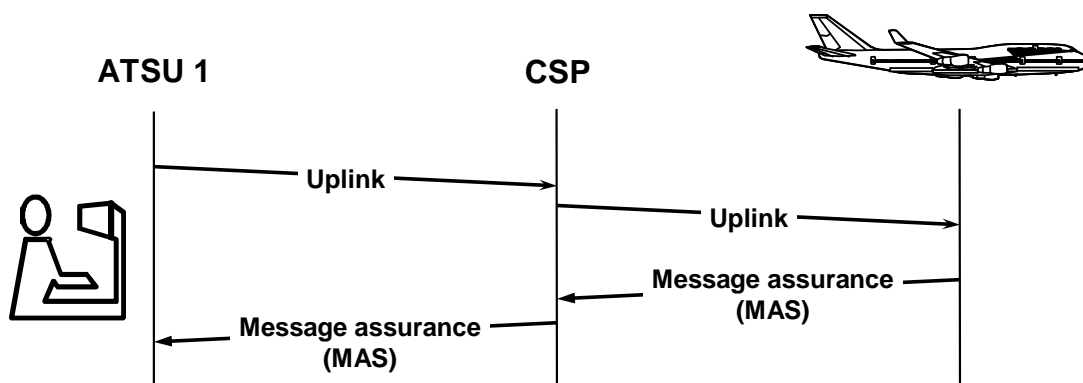 ATSU 1
CSP
Uplink
Uplink
Message assurance
(MAS)
Message assurance
(MAS)